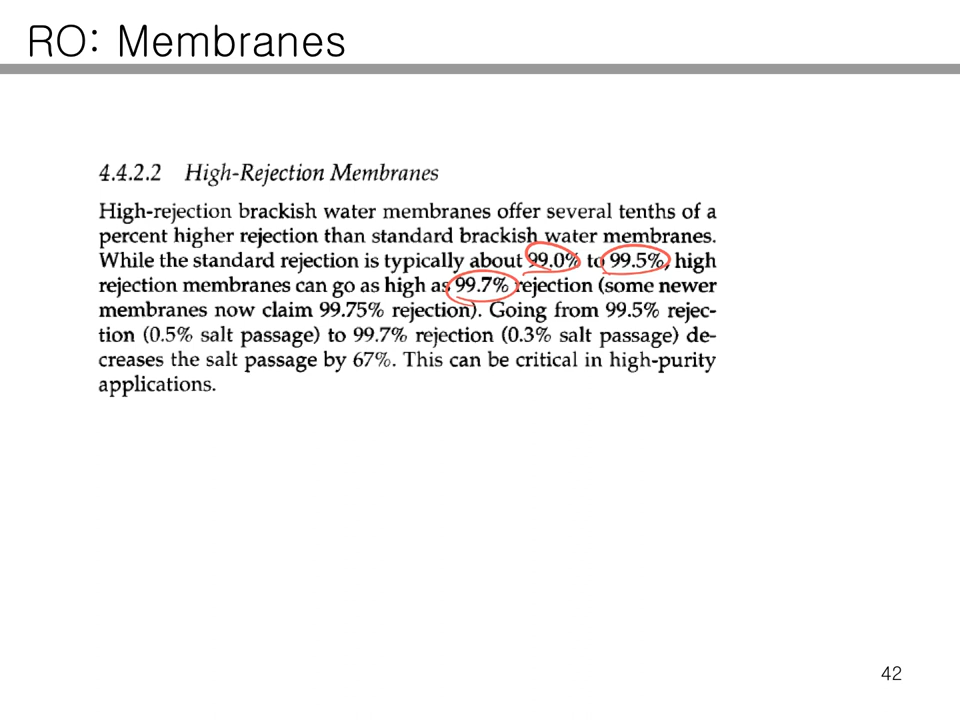 RO: Membranes
4.4.2.2 High-Rejection Membranes
High-rejection brackish water membranes offer several tenths of a
percent higher rejection than standard brackish water membranes.
While the standard rejection is typically about 99.0% to 99.5%, high
rejection membranes can go as high as 99.7% rejection (some newer
membranes now claim 99.75% rejection). Going from 99.5% rejec-
tion (0.5% salt passage) to 99.7% rejection (0.3% salt passage) de-
creases the salt passage by 67%. This can be critical in high-purity
applications.
42